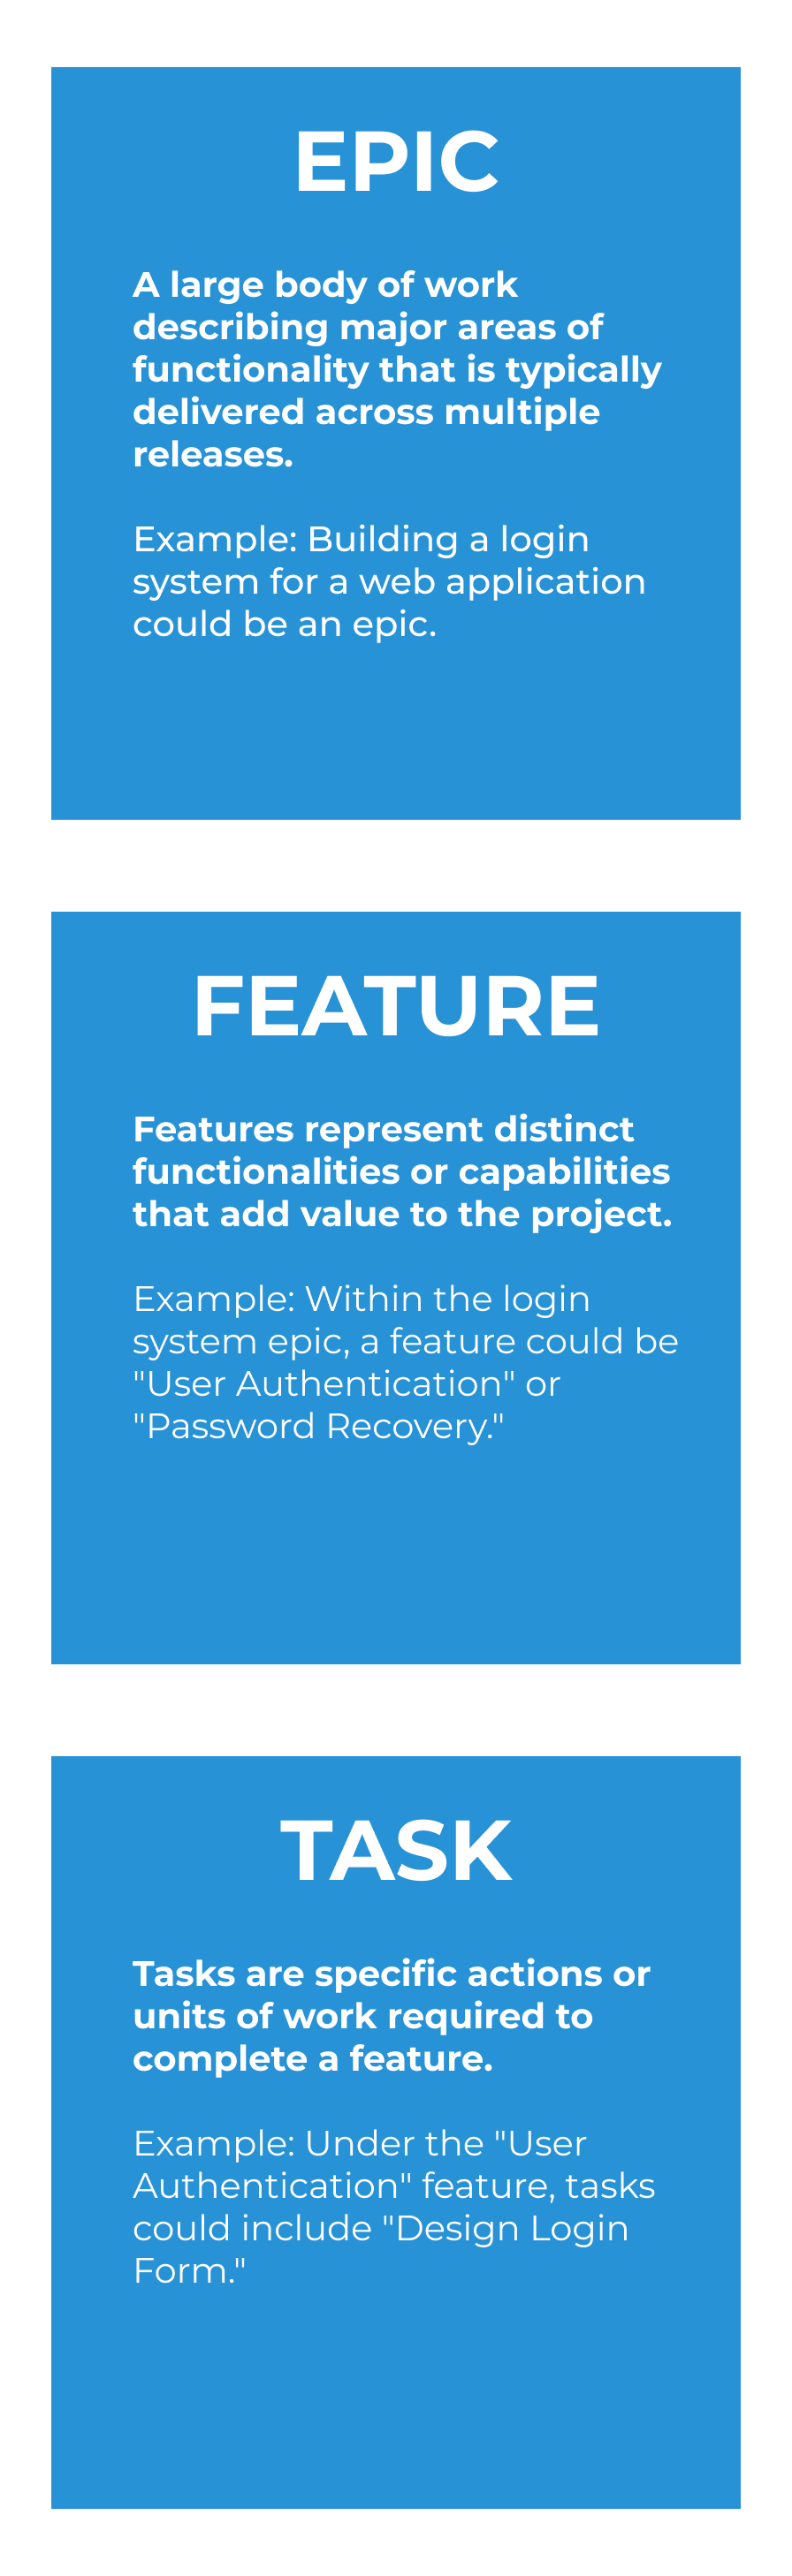 EPIC
A large body of work
describing major areas of
functionality that is typically
delivered across multiple
releases.
Example: Building a login
system for a web application
could be an epic.
FEATURE
Features represent distinct
functionalities or capabilities
that add value to the project.
Example: Within the login
system epic, a feature could be
"User Authentication" or
"Password Recovery."
TASK
Tasks are specific actions or
units of work required to
complete a feature.
Example: Under the "User
Authentication" feature, tasks
could include "Design Login
Form."